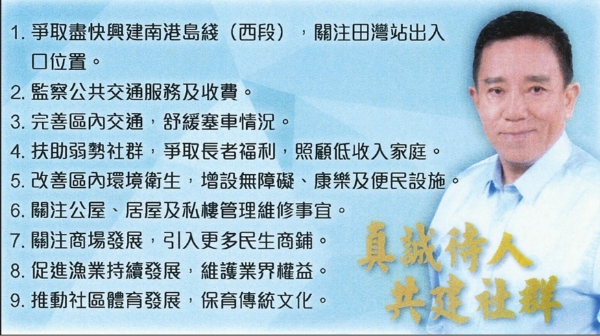 1. 爭取盡快興建南港島綫（西段），關注田灣站出入
口位置。
2. 監察公共交通服務及收費。
3. 完善區內交通，舒緩塞車情況。
4. 扶助弱勢社群，爭取長者福利，照顧低收入家庭。
5. 改善區內環境衛生，增設無障礙、康樂及便民設施。
6. 關注公屋、居屋及私樓管理維修事宜。
7. 關注商場發展，引入更多民生商鋪。
8. 促進漁業持續發展，維護業界權益。
9. 推動社區體育發展，保育傳統文化。
真誠待人
共建社群